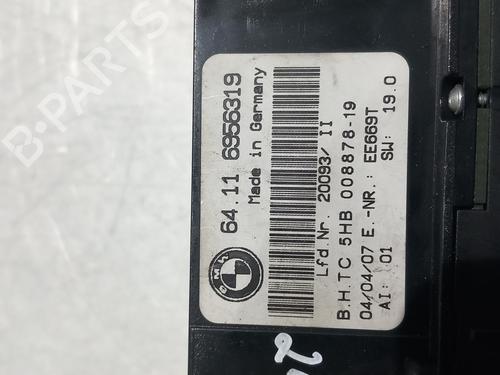 64.11 6956319
Made in Germany
Lfd.Nr. 20093/ II
B.H.TC 5HB 008878-19
04/04/07 E.-NR.: EE669T
AI: 01 SW: 19.0
BMW
B-PARTS